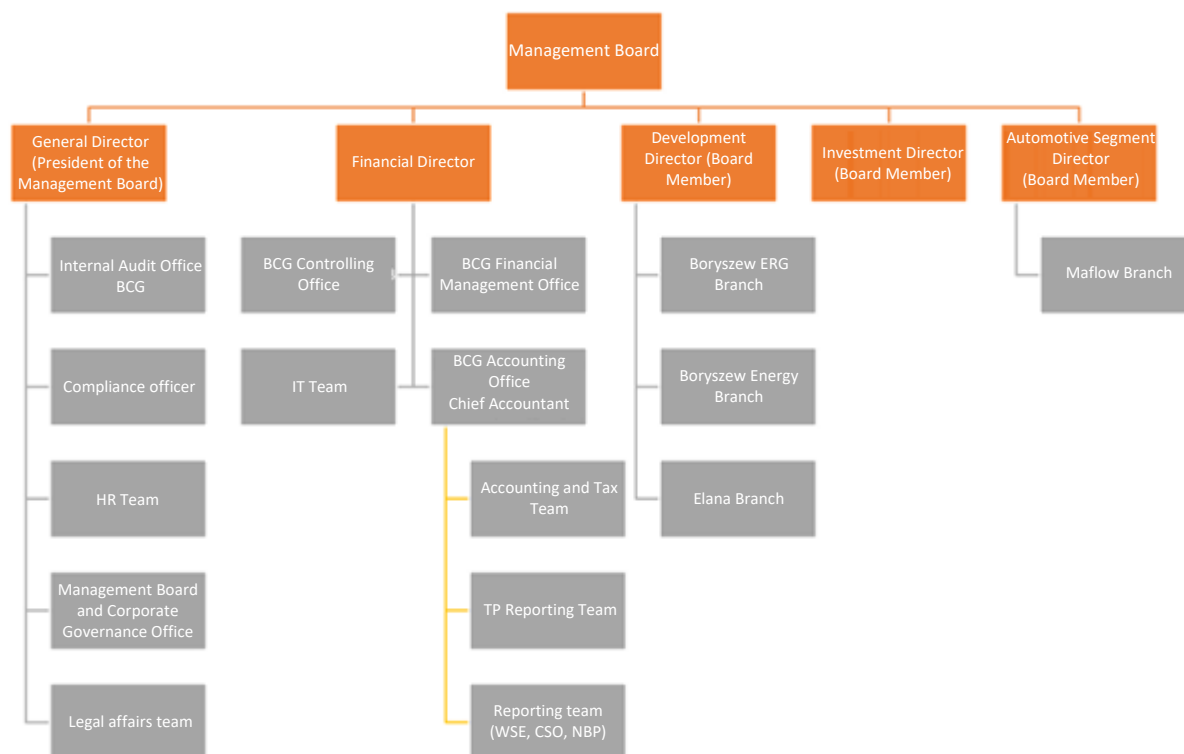 Management Board
General Director
(President of the
Management Board)
Financial Director
Development
Director (Board
Member)
Investment Director
(Board Member)
Automotive Segment
Director
(Board Member)
Internal Audit Office
BCG
BCG Controlling
Office
BCG Financial
Management Office
Boryszew ERG
Branch
Maflow Branch
Compliance officer
IT Team
BCG Accounting
Office
Chief Accountant
Boryszew Energy
Branch
HR Team
Accounting and Tax
Team
Elana Branch
Management Board
and Corporate
Governance Office
TP Reporting Team
Legal affairs team
Reporting team
(WSE, CSO, NBP)